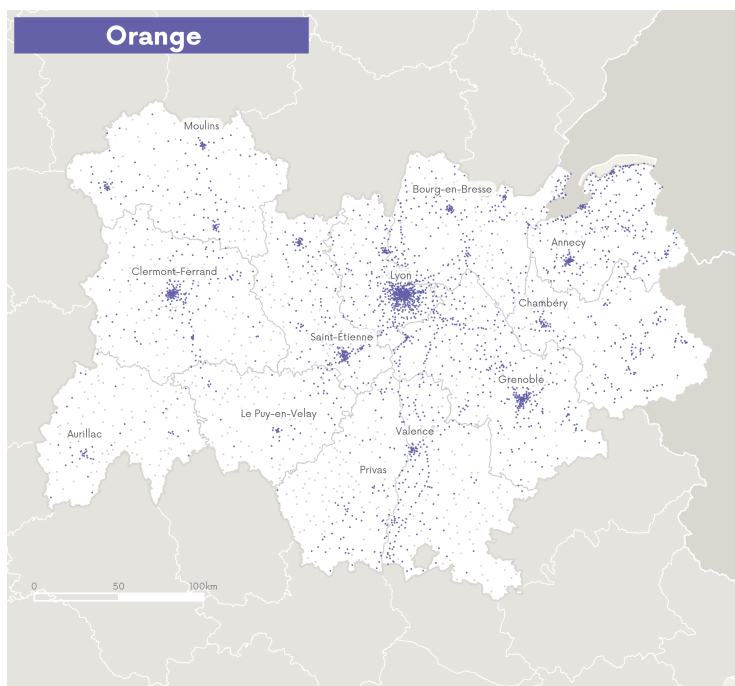 Orange
Moulins
Bourg-en-Bresse
Annecy
Clermont-Ferrand
Lyon
Chambéry
Saint-Étienne
Grenoble
Le Puy-en-Velay
Aurillac
Valence
Privas
0 50 100km